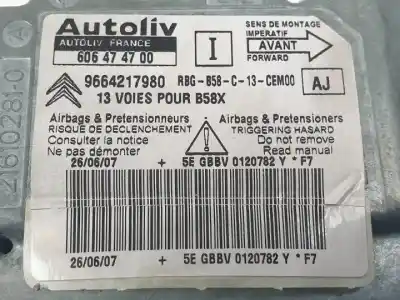 Autoliv
AUTOLIV FRANCE
606 47 47 00
I
SENS DE MONTAGE
IMPERATIF
AVANT
FORWARD
9664217980 RBG-B58-C-13-CEM00
13 VOIES POUR B58X
AJ
Airbags & Pretensionneurs
RISQUE DE DECLENCHEMENT
Consulter la notice
Ne pas démonter
Airbags & Pretensioners
TRIGGERING HASARD
Do not remove
Read manual
26/06/07 + 5E GBBV 0120782 Y * F7
26/06/07 + 5E GBBV 0120782 Y * F7
21610281-0